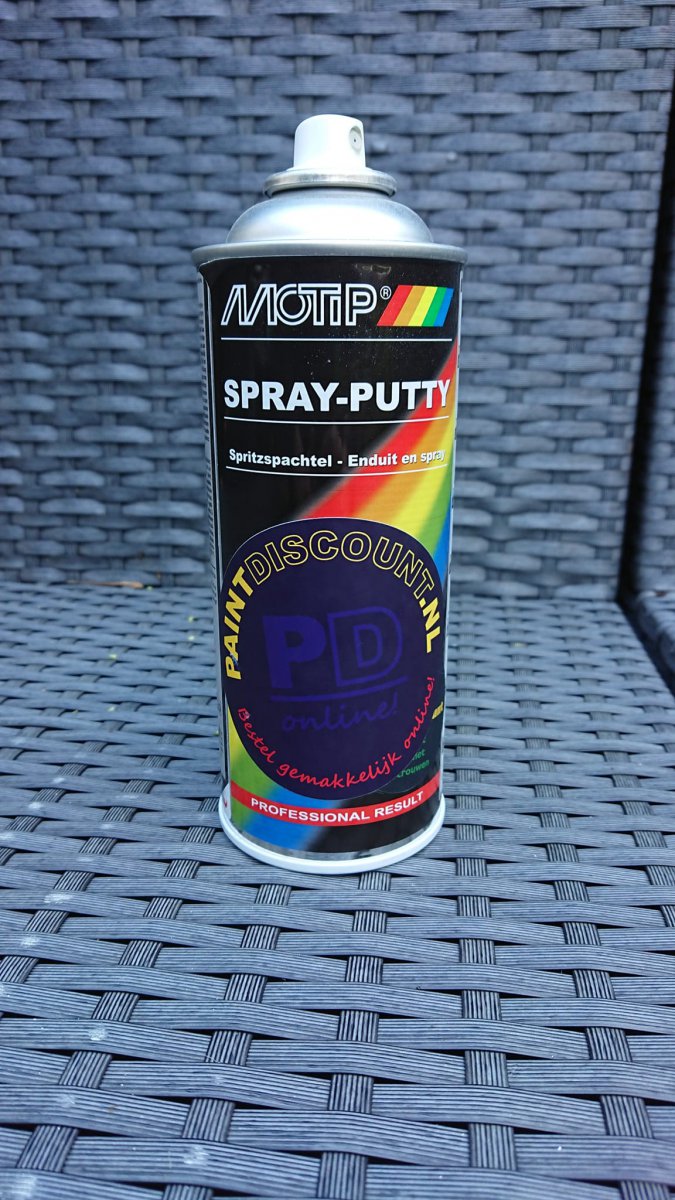 MOTIP®
SPRAY-PUTTY
Spritzspachtel - Enduit en spray
PAINTDISCOUNT.NL
PD
online!
Bestel gemakkelijk online!
PROFESSIONAL RESULT